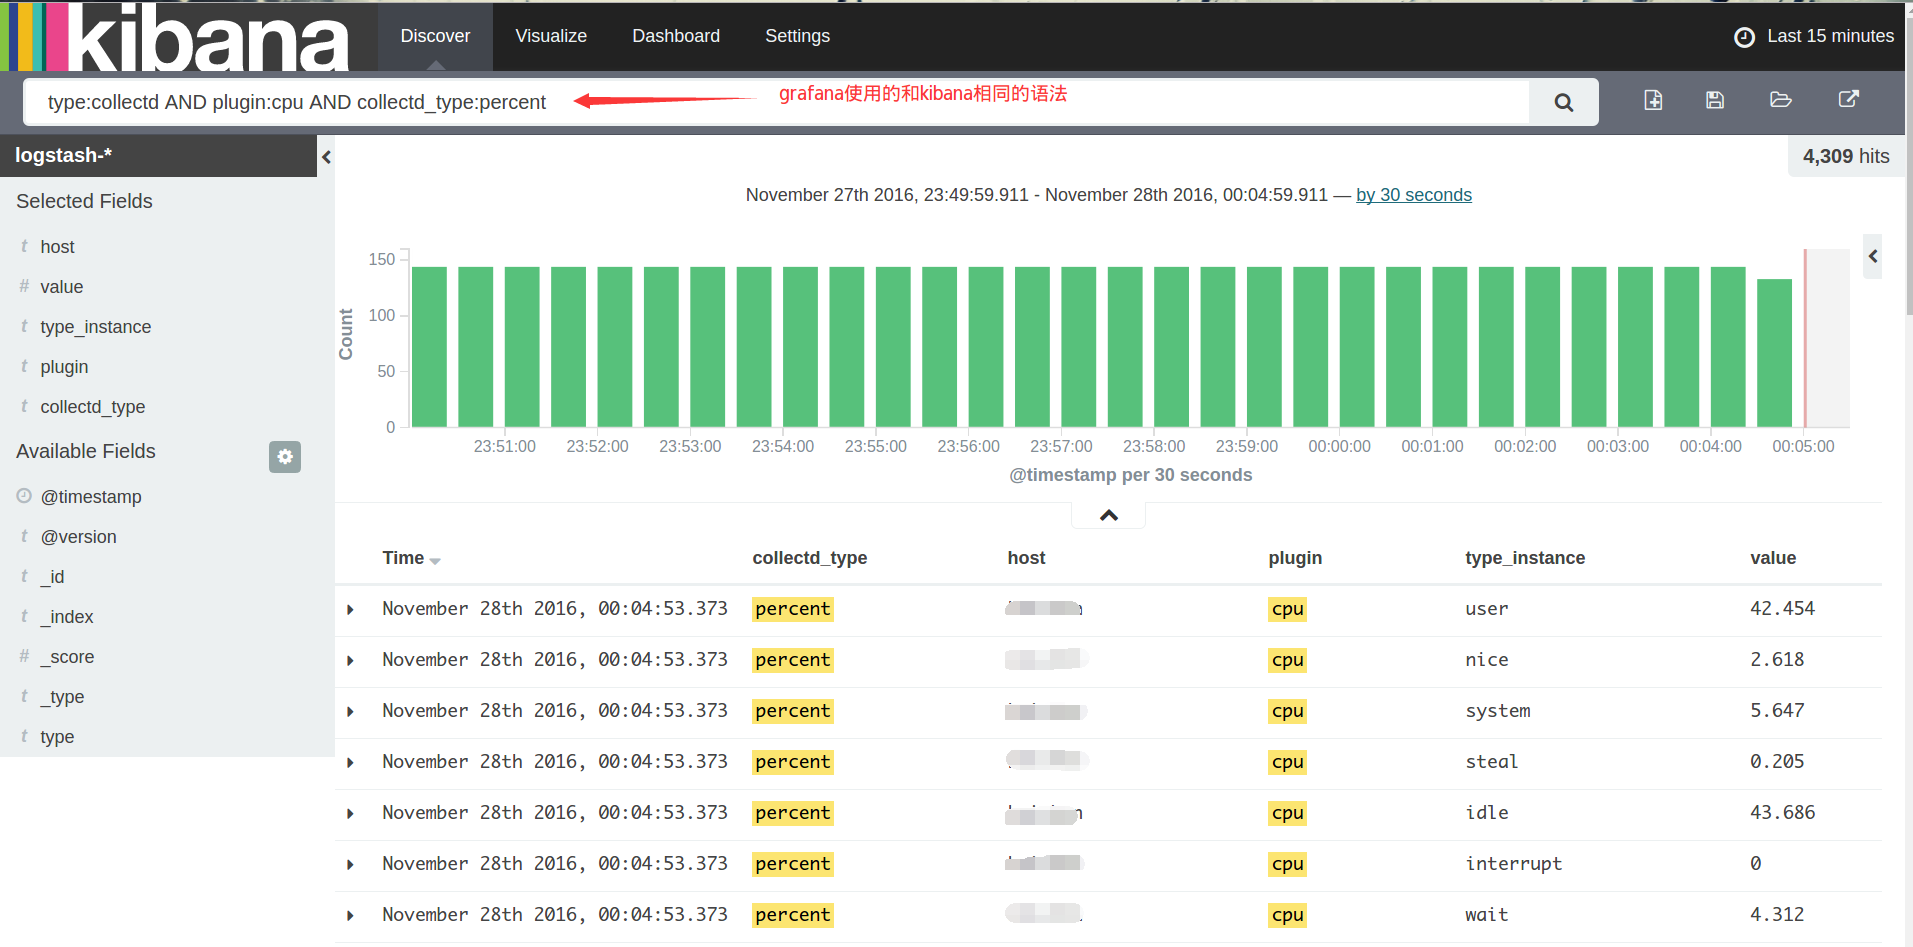 kibana
Discover Visualize Dashboard Settings Last 15 minutes
type:collectd AND plugin:cpu AND collectd_type:percent
grafana使用的和kibana相同的语法
logstash-*
4,309 hits
Selected Fields
November 27th 2016, 23:49:59.911 - November 28th 2016, 00:04:59.911 — by 30 seconds
t host
# value
t type_instance
t plugin
t collectd_type
Available Fields
@timestamp
t @version
t _id
t _index
# _score
t _type
t type
Count
150
100
50
0
23:51:00 23:52:00 23:53:00 23:54:00 23:55:00 23:56:00 23:57:00 23:58:00 23:59:00 00:00:00 00:01:00 00:02:00 00:03:00 00:04:00 00:05:00
@timestamp per 30 seconds
Time collectd_type host plugin type_instance value
November 28th 2016, 00:04:53.373 percent cpu user 42.454
November 28th 2016, 00:04:53.373 percent cpu nice 2.618
November 28th 2016, 00:04:53.373 percent cpu system 5.647
November 28th 2016, 00:04:53.373 percent cpu steal 0.205
November 28th 2016, 00:04:53.373 percent cpu idle 43.686
November 28th 2016, 00:04:53.373 percent cpu interrupt 0
November 28th 2016, 00:04:53.373 percent cpu wait 4.312